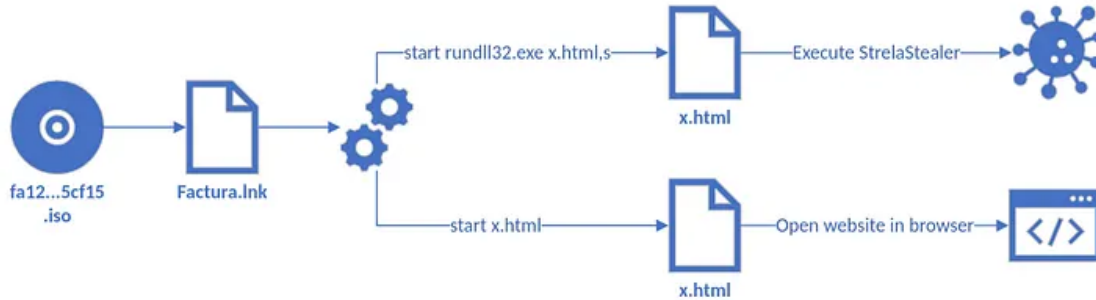 start rundll32.exe x.html,s
Execute StrelaStealer
x.html
fa12...5cf15
.iso
Factura.lnk
start x.html
Open website in browser
x.html